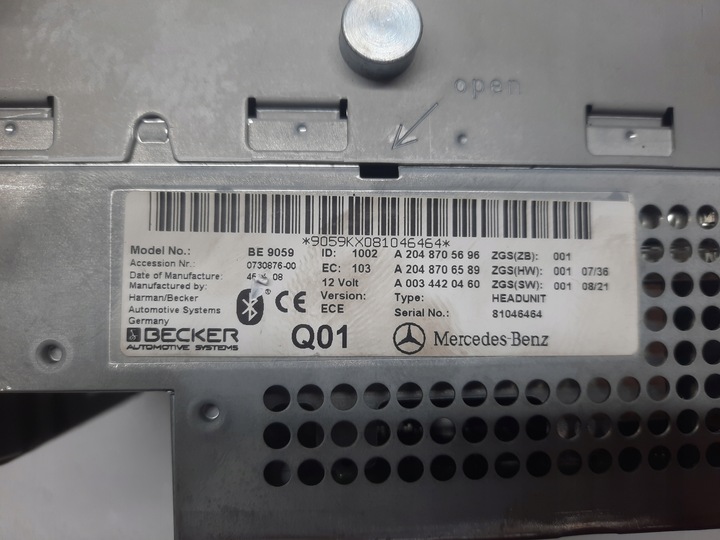 open
*9059KX081046464*
Model No.: BE 9059 ID: 1002 A 204 870 56 96 ZGS(ZB): 001
Accession Nr.: 0730876-00 EC: 103 A 204 870 65 89 ZGS(HW): 001 07/36
Date of Manufacture: 08 12 Volt A 003 442 04 60 ZGS(SW): 001 08/21
Manufactured by: Version: Type: HEADUNIT
Harman/Becker ECE Serial No.: 81046464
Automotive Systems
Germany
BECKER Q01 Mercedes-Benz
AUTOMOTIVE SYSTEMS